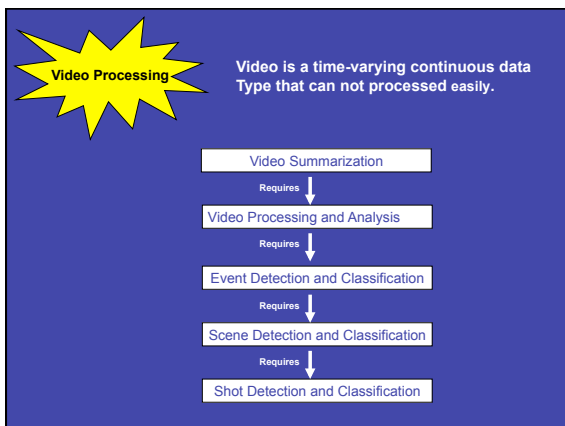 Video Processing
Video is a time-varying continuous data
Type that can not processed easily.
Video Summarization
Requires
Video Processing and Analysis
Requires
Event Detection and Classification
Requires
Scene Detection and Classification
Requires
Shot Detection and Classification